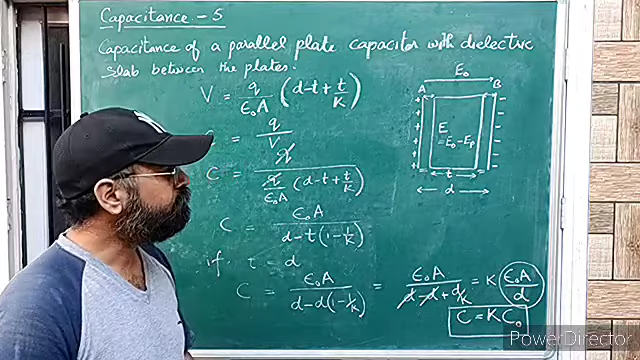 Capacitance - 5
Capacitance of a parallel plate capacitor with dielectric
slab between the plates.
V = q/ε₀A (d-t+t/K)
= q/V
C = q/(q/ε₀A (d-t+t/K))
C = ε₀A/(d-t(1-1/K))
if t = d
C = ε₀A/(d-d(1-1/K)) = ε₀A/(d-d+d/K) = K (ε₀A/d)
C = KC₀
E₀
A B
+ + + + + - - - - -
E
= E₀-Eₚ
t
d
PowerDirector